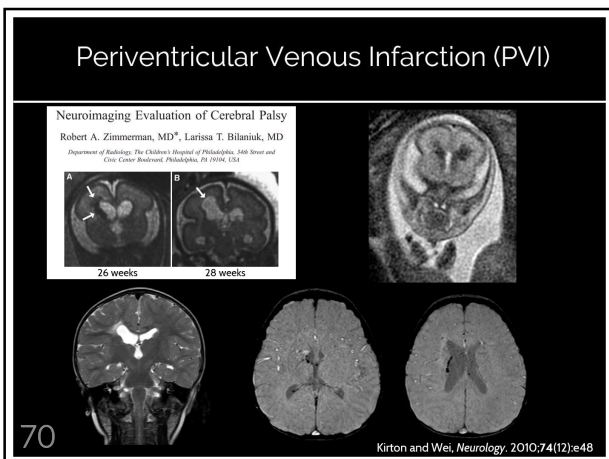 Periventricular Venous Infarction (PVI)
Neuroimaging Evaluation of Cerebral Palsy
Robert A. Zimmerman, MD*, Larissa T. Bilaniuk, MD
Department of Radiology, The Children's Hospital of Philadelphia, 34th Street and
Civic Center Boulevard, Philadelphia, PA 19104, USA
A B
26 weeks 28 weeks
70
Kirton and Wei, Neurology. 2010;74(12):e48